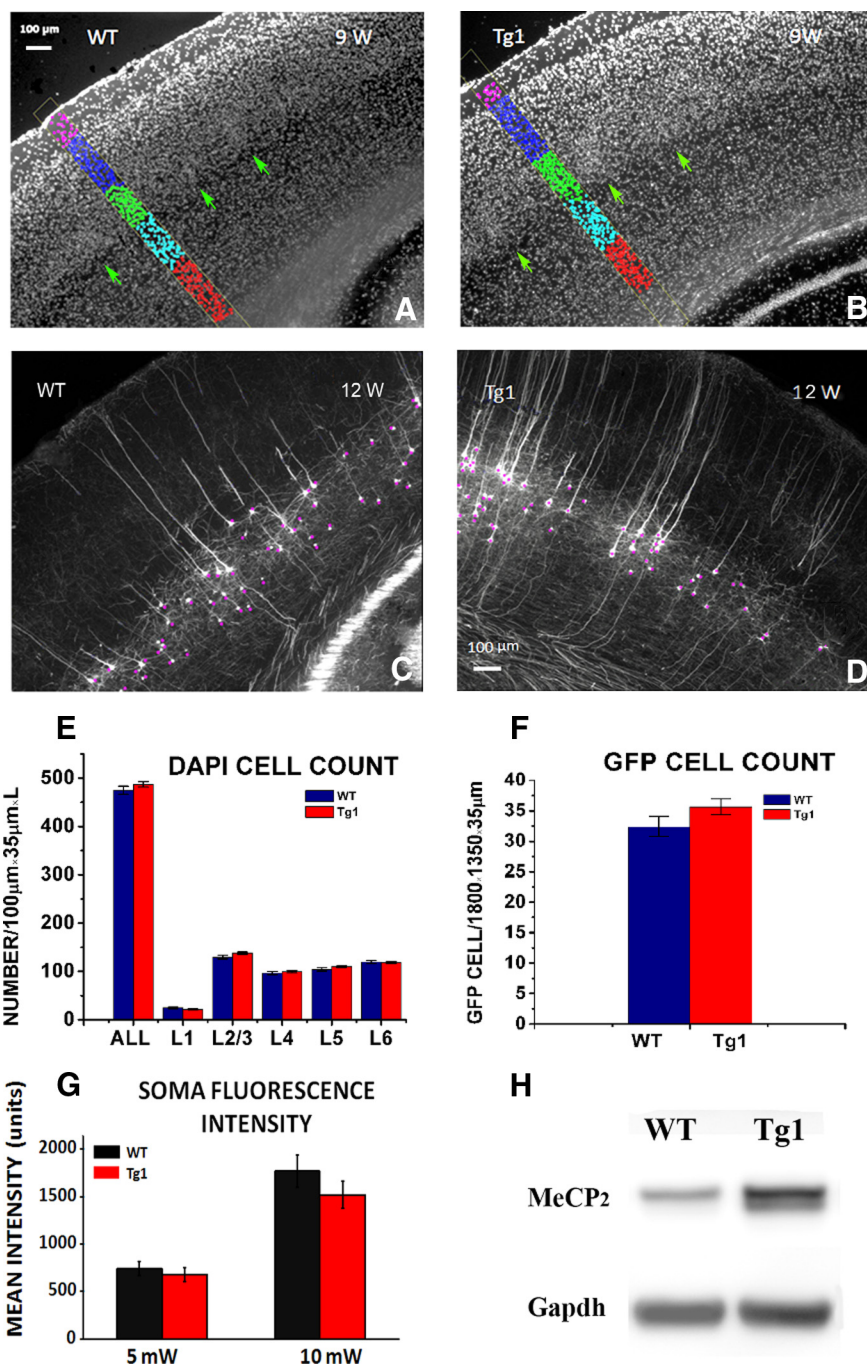 WT 9 W
100 µm
A
Tg1 9W
B
WT 12 W
C
Tg1 12 W
100 µm
D
E
DAPI CELL COUNT
WT
Tg1
NUMBER/100µm×35µm×L
500
400
300
200
100
0
ALL L1 L2/3 L4 L5 L6
F
GFP CELL COUNT
WT
Tg1
GFP CELL/1800×1350×35µm
40
35
30
25
20
15
10
5
0
WT Tg1
G
SOMA FLUORESCENCE
INTENSITY
WT
Tg1
MEAN INTENSITY (units)
2000
1500
1000
500
0
5 mW 10 mW
H
WT Tg1
MeCP2
Gapdh